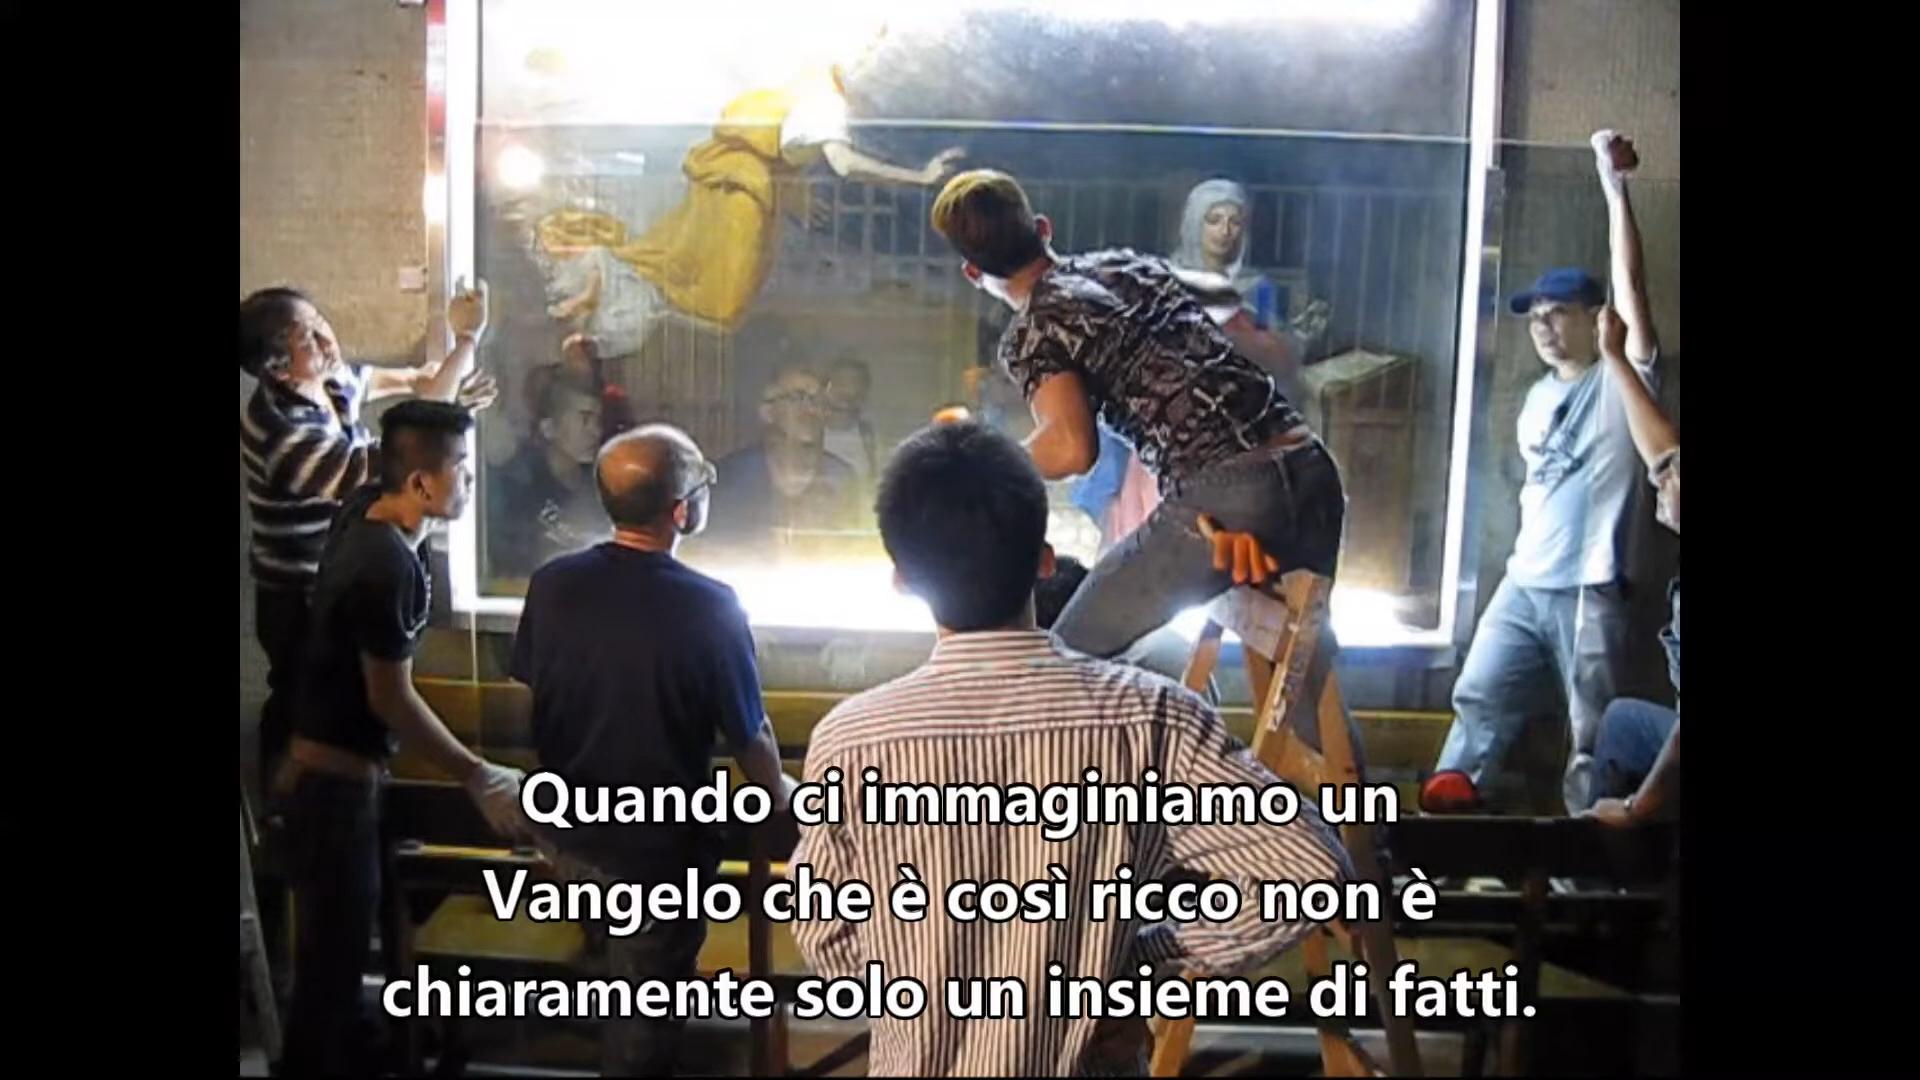 Quando ci immaginiamo un
Vangelo che è così ricco non è
chiaramente solo un insieme di fatti.